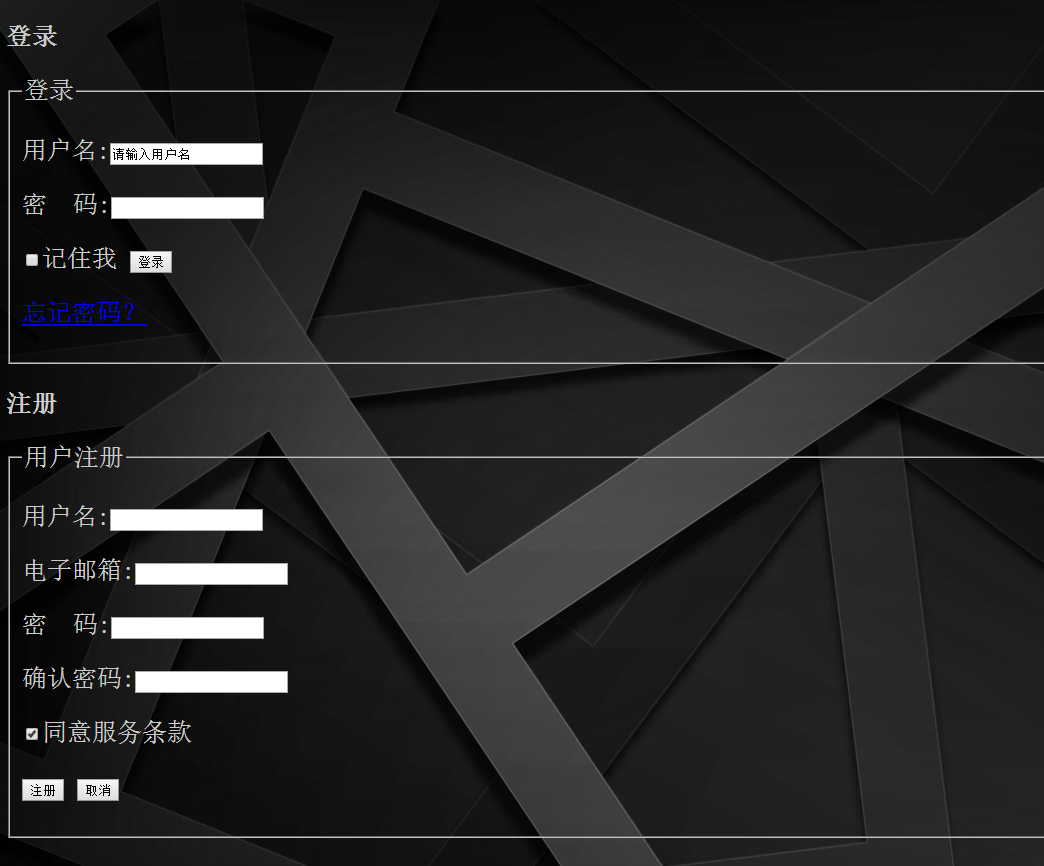 登录
登录
用户名:请输入用户名
密　码:
记住我 登录
忘记密码？
注册
用户注册
用户名:
电子邮箱:
密　码:
确认密码:
同意服务条款
注册 取消